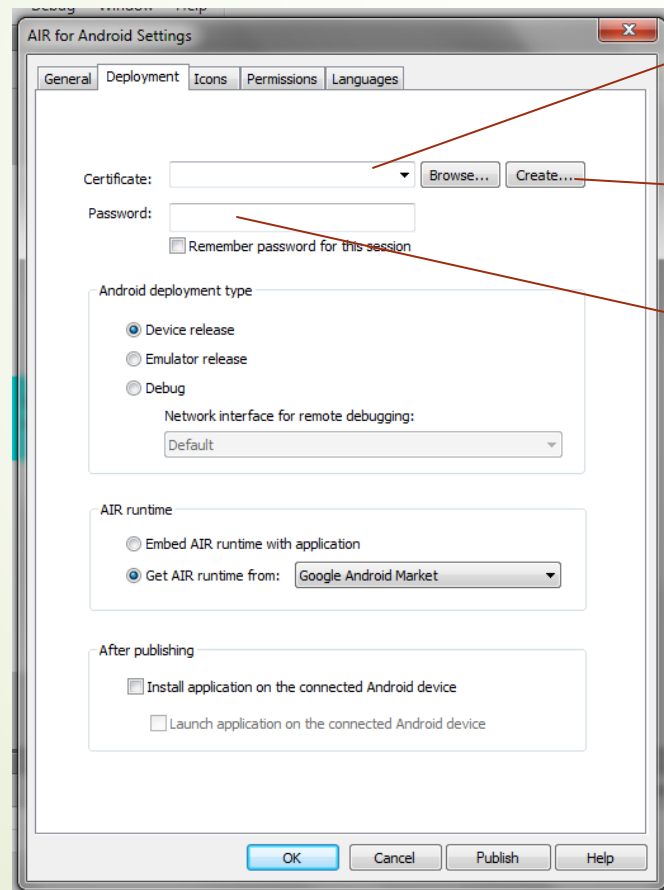 Debug Window Help
AIR for Android Settings
General Deployment Icons Permissions Languages
Certificate: Browse... Create...
Password:
Remember password for this session
Android deployment type
Device release
Emulator release
Debug
Network interface for remote debugging:
Default
AIR runtime
Embed AIR runtime with application
Get AIR runtime from: Google Android Market
After publishing
Install application on the connected Android device
Launch application on the connected Android device
OK Cancel Publish Help